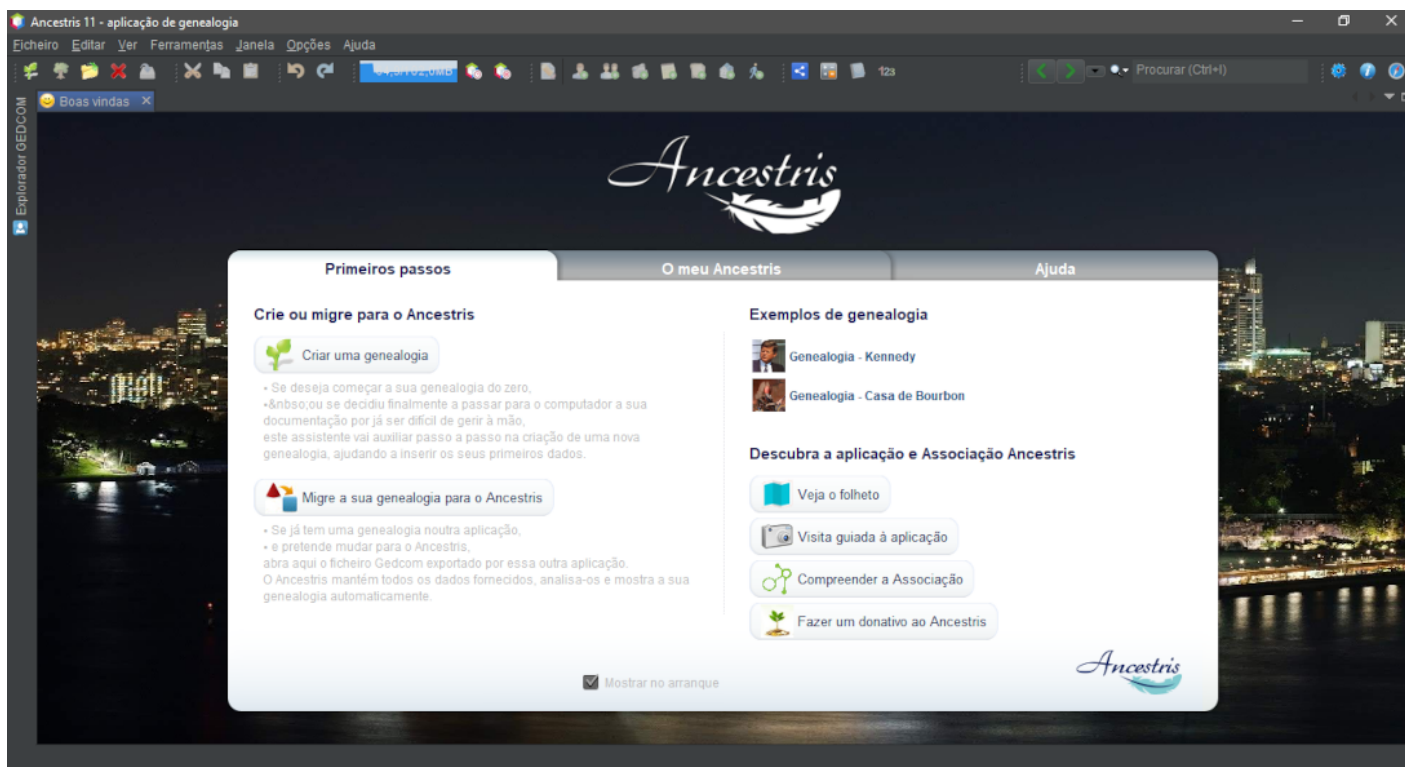 Ancestris 11 - aplicação de genealogia
Ficheiro Editar Ver Ferramentas Janela Opções Ajuda
123
Procurar (Ctrl+I)
Boas vindas
Explorador GEDCOM
Ancestris
Primeiros passos
O meu Ancestris
Ajuda
Crie ou migre para o Ancestris
Criar uma genealogia
• Se deseja começar a sua genealogia do zero,
•&nbso;ou se decidiu finalmente a passar para o computador a sua
documentação por já ser difícil de gerir à mão,
este assistente vai auxiliar passo a passo na criação de uma nova
genealogia, ajudando a inserir os seus primeiros dados.
Migre a sua genealogia para o Ancestris
• Se já tem uma genealogia noutra aplicação,
• e pretende mudar para o Ancestris,
abra aqui o ficheiro Gedcom exportado por essa outra aplicação.
O Ancestris mantém todos os dados fornecidos, analisa-os e mostra a sua
genealogia automaticamente.
Exemplos de genealogia
Genealogia - Kennedy
Genealogia - Casa de Bourbon
Descubra a aplicação e Associação Ancestris
Veja o folheto
Visita guiada à aplicação
Compreender a Associação
Fazer um donativo ao Ancestris
Ancestris
Mostrar no arranque